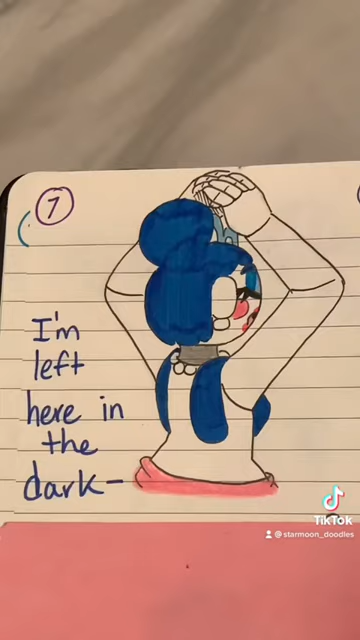 7
I'm
left
here in
the
dark-
TikTok
@starmoon_doodles